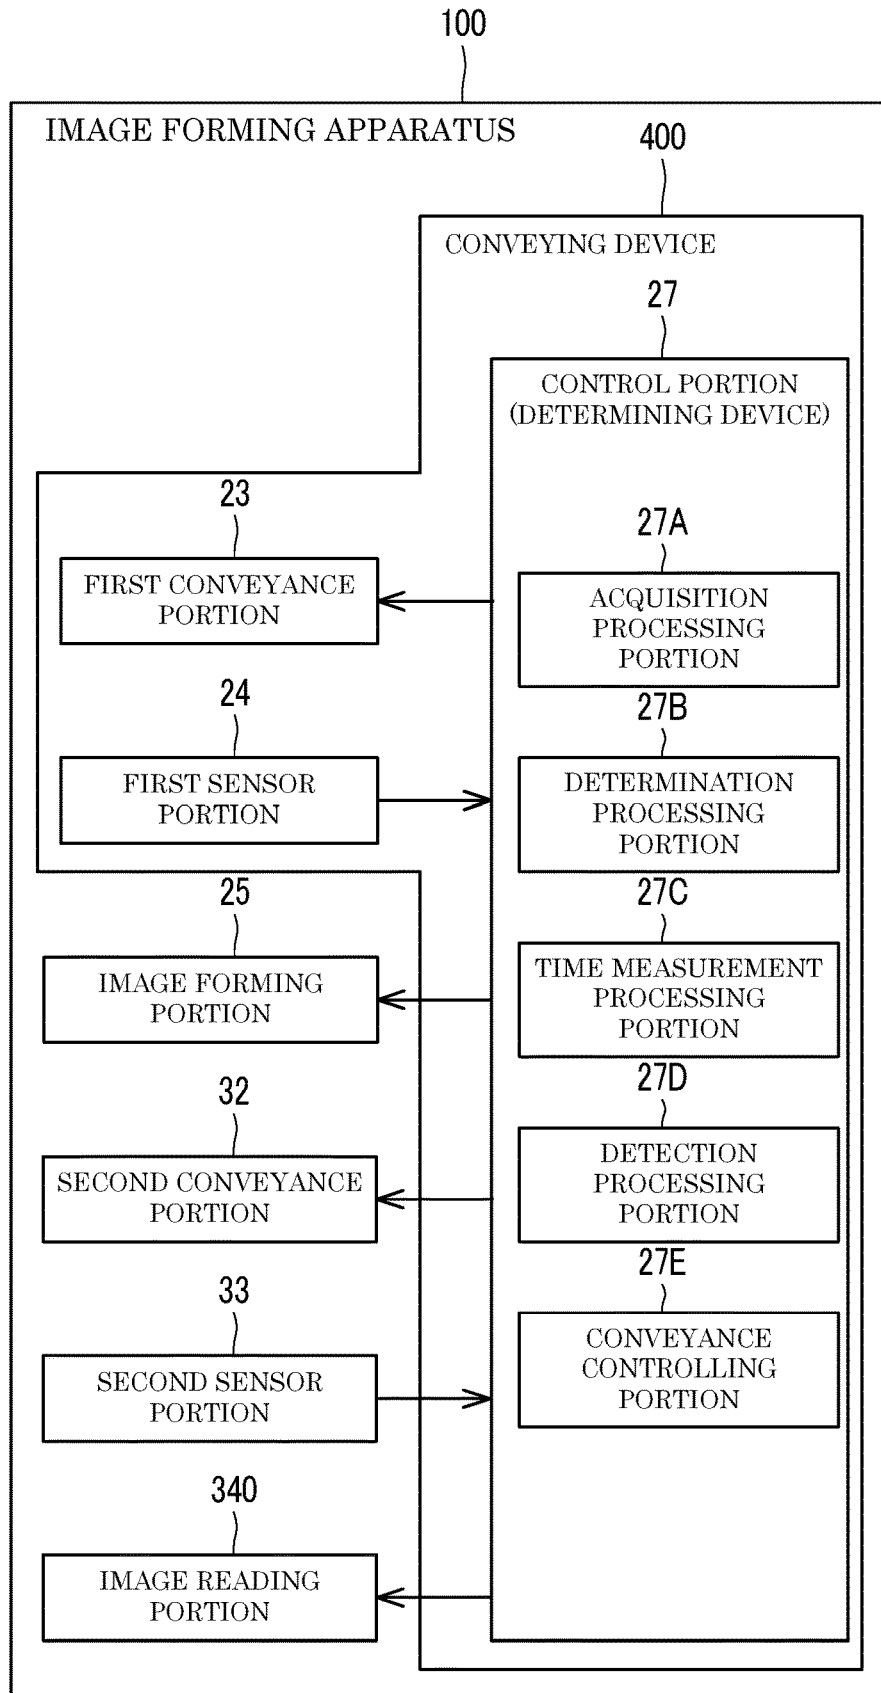 100
IMAGE FORMING APPARATUS
400
CONVEYING DEVICE
27
CONTROL PORTION
(DETERMINING DEVICE)
23
FIRST CONVEYANCE
PORTION
27A
ACQUISITION
PROCESSING
PORTION
24
FIRST SENSOR
PORTION
27B
DETERMINATION
PROCESSING
PORTION
25
IMAGE FORMING
PORTION
27C
TIME MEASUREMENT
PROCESSING
PORTION
32
SECOND CONVEYANCE
PORTION
27D
DETECTION
PROCESSING
PORTION
33
SECOND SENSOR
PORTION
27E
CONVEYANCE
CONTROLLING
PORTION
340
IMAGE READING
PORTION